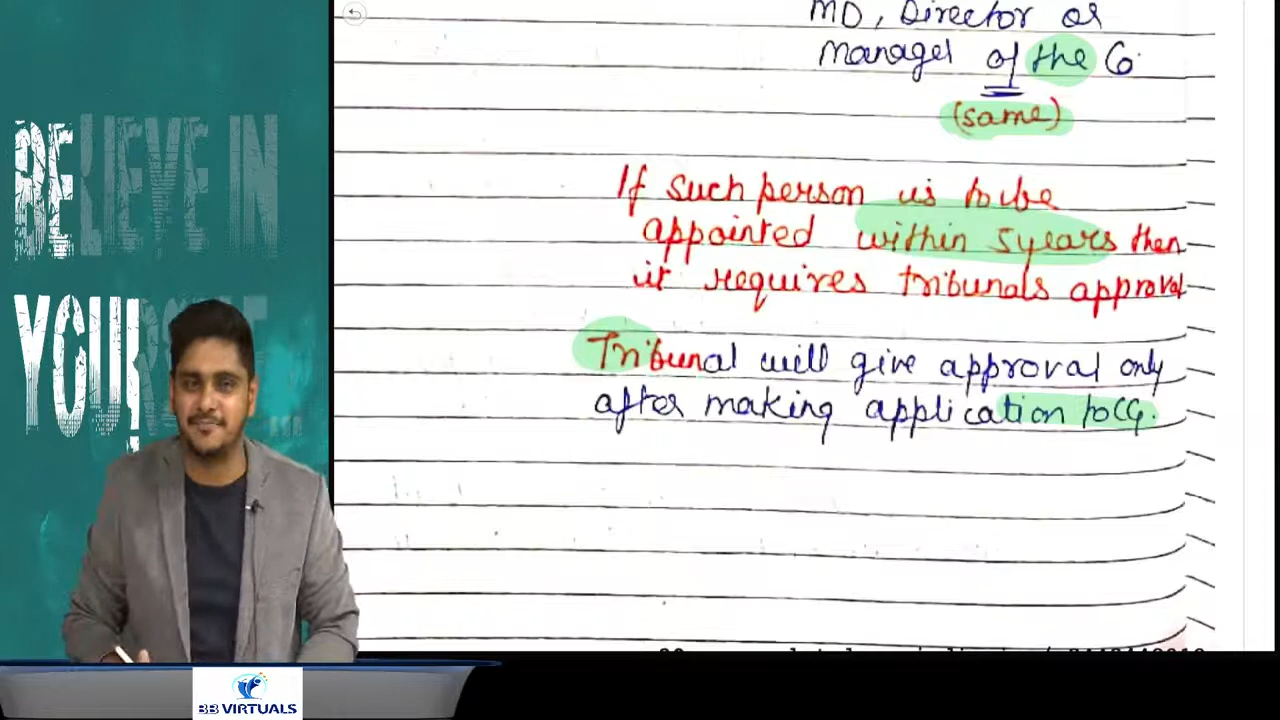 BELIEVE IN
YOURSELF...
MD, Director or
Manager of the Co.
(same)
If such person is to be
appointed within 5 years then
it requires tribunals approval
Tribunal will give approval only
after making application to CG.
BB VIRTUALS